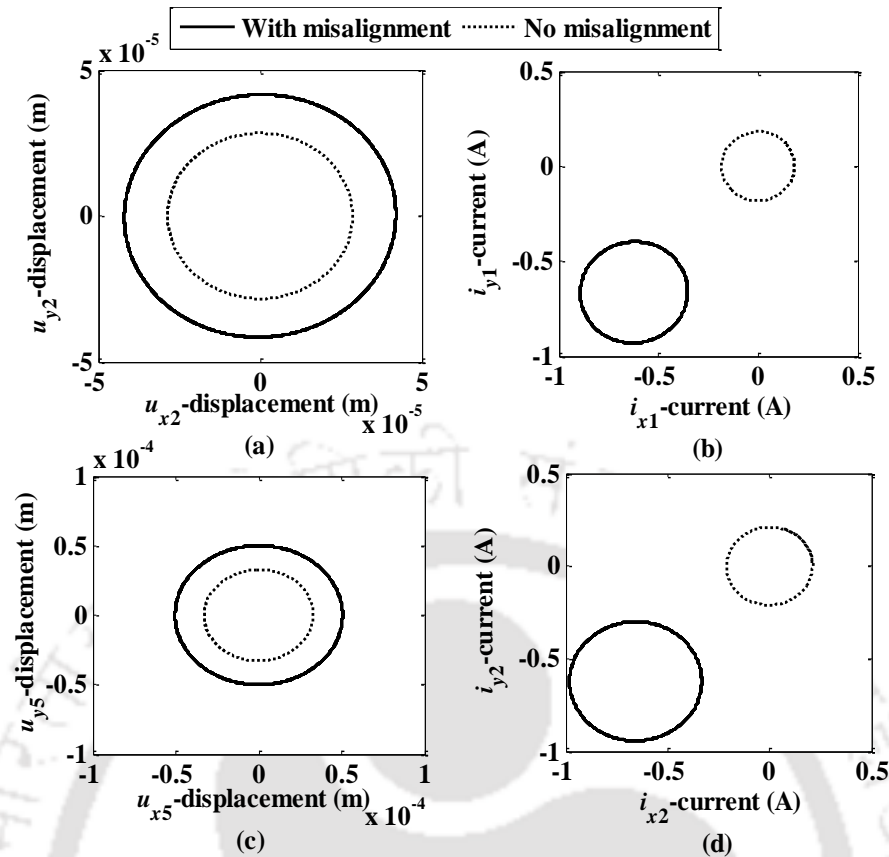 With misalignment No misalignment
x 10^-5
5
0
-5
-5 0 5
u_y2-displacement (m)
u_x2-displacement (m)
x 10^-5
(a)
0.5
0
-0.5
-1
-1 -0.5 0 0.5
i_y1-current (A)
i_x1-current (A)
(b)
x 10^-4
1
0.5
0
-0.5
-1
-1 -0.5 0 0.5 1
u_y5-displacement (m)
u_x5-displacement (m)
x 10^-4
(c)
0.5
0
-0.5
-1
-1 -0.5 0 0.5
i_y2-current (A)
i_x2-current (A)
(d)